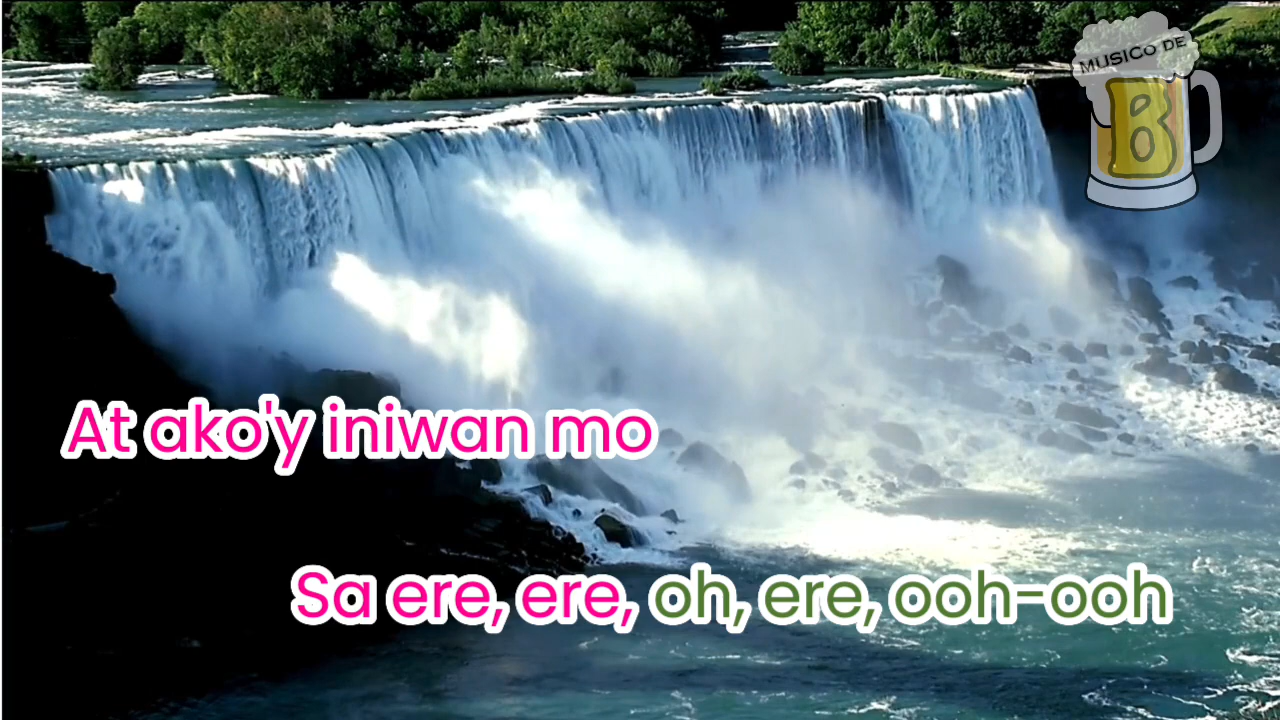 MUSICO DE
B
At ako'y iniwan mo
Sa ere, ere, oh, ere, ooh-ooh